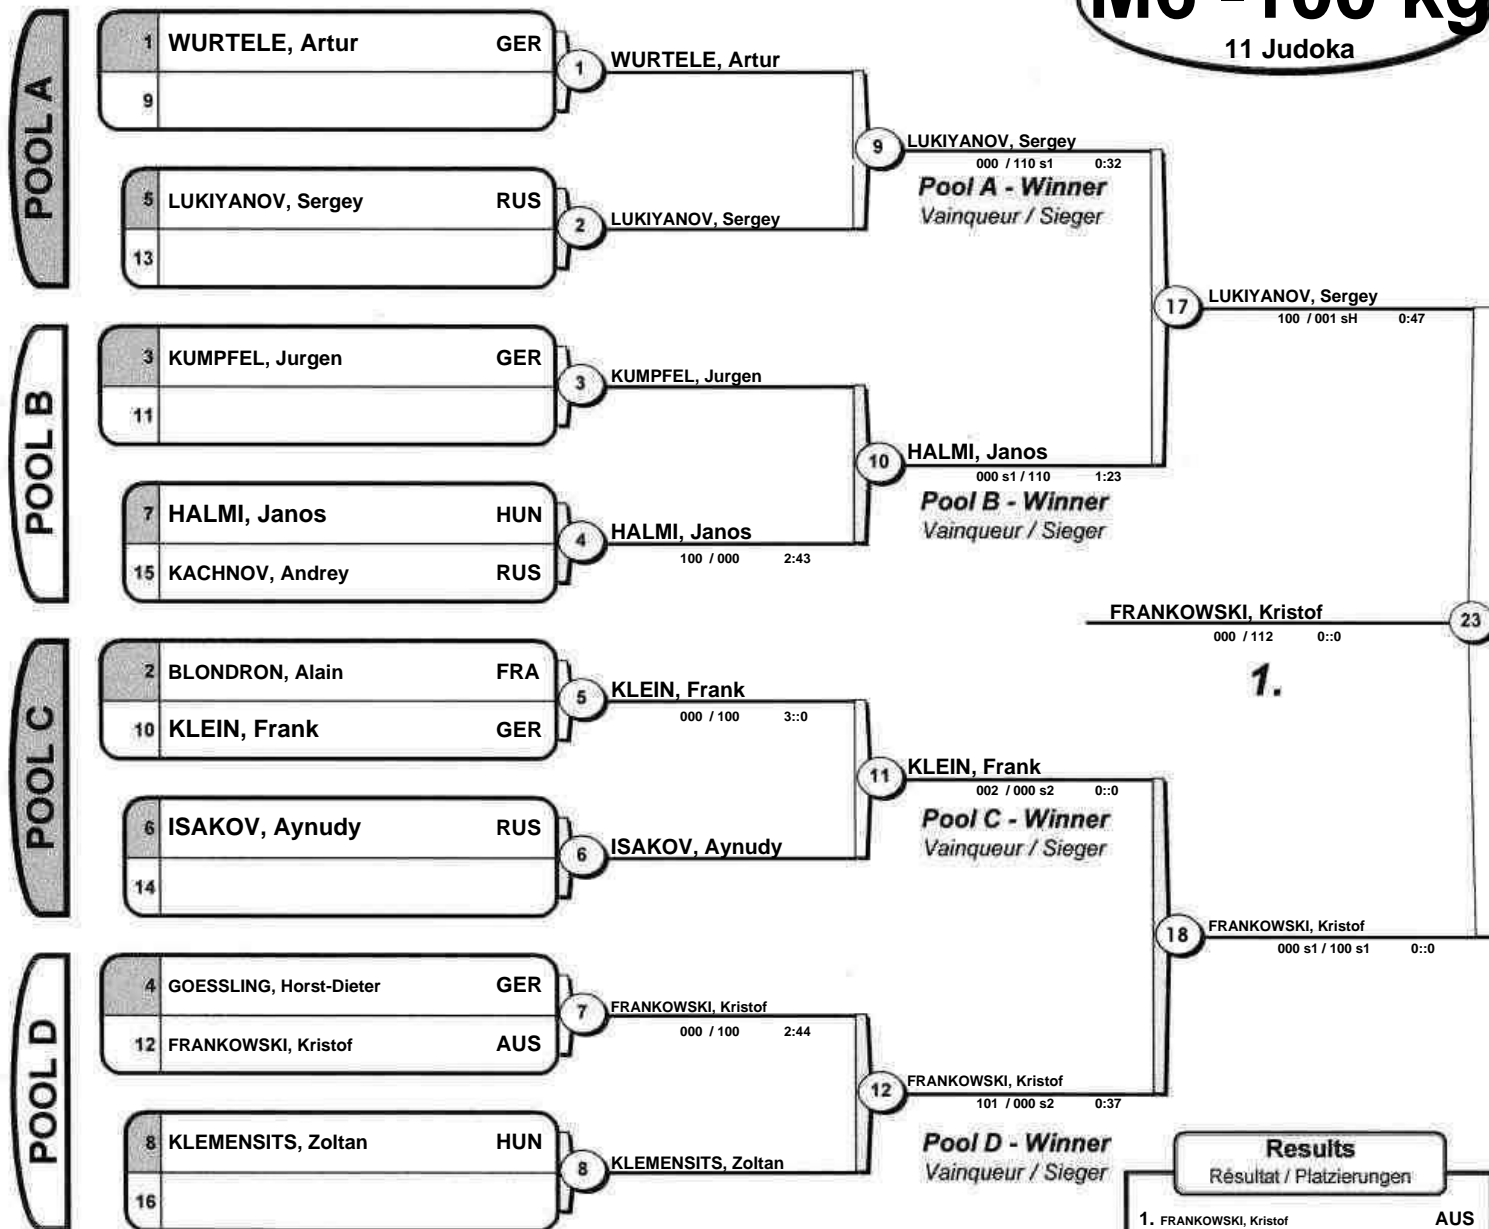 M6 -100 kg
11 Judoka
POOL A
1 WURTELE, Artur GER
9
1 WURTELE, Artur
5 LUKIYANOV, Sergey RUS
13
2 LUKIYANOV, Sergey
9 LUKIYANOV, Sergey
000 / 110 s1 0:32
Pool A - Winner
Vainqueur / Sieger
POOL B
3 KUMPFEL, Jurgen GER
11
3 KUMPFEL, Jurgen
7 HALMI, Janos HUN
15 KACHNOV, Andrey RUS
4 HALMI, Janos
100 / 000 2:43
10 HALMI, Janos
000 s1 / 110 1:23
Pool B - Winner
Vainqueur / Sieger
17 LUKIYANOV, Sergey
100 / 001 sH 0:47
FRANKOWSKI, Kristof 23
000 / 112 0::0
1.
POOL C
2 BLONDRON, Alain FRA
10 KLEIN, Frank GER
5 KLEIN, Frank
000 / 100 3::0
6 ISAKOV, Aynudy RUS
14
6 ISAKOV, Aynudy
11 KLEIN, Frank
002 / 000 s2 0::0
Pool C - Winner
Vainqueur / Sieger
18 FRANKOWSKI, Kristof
000 s1 / 100 s1 0::0
POOL D
4 GOESSLING, Horst-Dieter GER
12 FRANKOWSKI, Kristof AUS
7 FRANKOWSKI, Kristof
000 / 100 2:44
8 KLEMENSITS, Zoltan HUN
16
8 KLEMENSITS, Zoltan
12 FRANKOWSKI, Kristof
101 / 000 s2 0:37
Pool D - Winner
Vainqueur / Sieger
Results
Résultat / Platzierungen
1. FRANKOWSKI, Kristof AUS